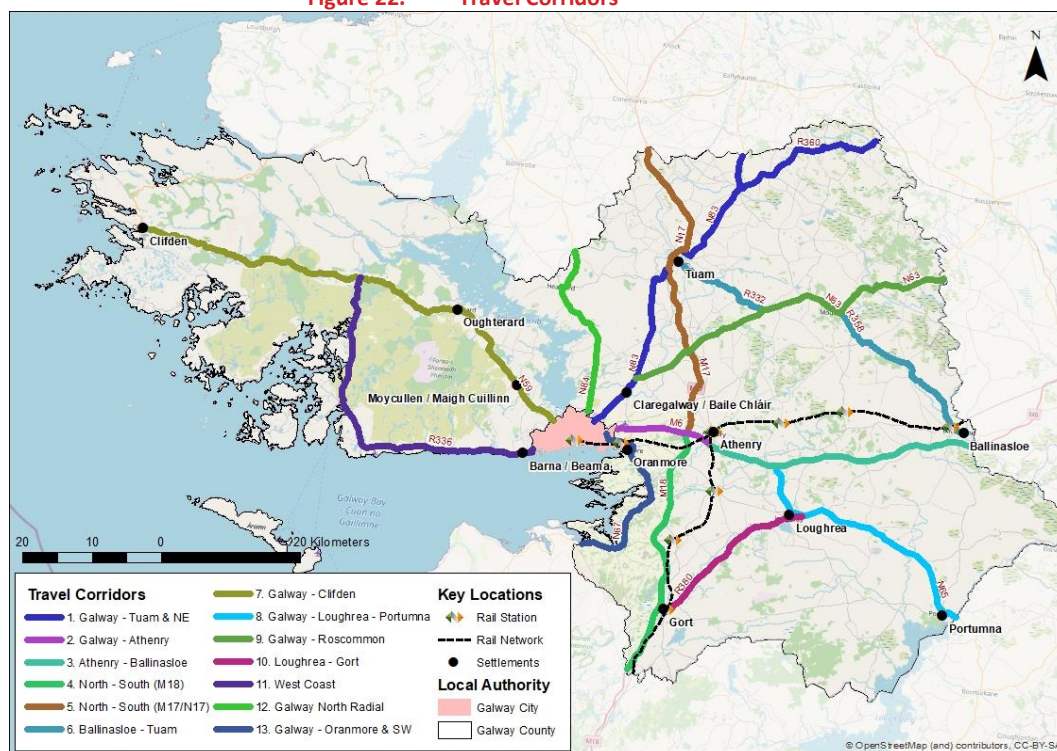 Figure 22. Travel Corridors
N
R360
N83
N17
Clifden
Tuam
N63
R332
N63
R358
Oughterard
N84
N83
M17
N59
Moycullen / Maigh Cuillinn
Claregalway / Baile Chláir
M6
R336
Athenry
Ballinasloe
Barna / Bearna
Oranmore
Galway Bay
Cuan na
Gaillimhe
M18
N67
Loughrea
20 10 0 20 Kilometers
R380
N65
Gort
Portumna
Travel Corridors
1. Galway - Tuam & NE
2. Galway - Athenry
3. Athenry - Ballinasloe
4. North - South (M18)
5. North - South (M17/N17)
6. Ballinasloe - Tuam
7. Galway - Clifden
8. Galway - Loughrea - Portumna
9. Galway - Roscommon
10. Loughrea - Gort
11. West Coast
12. Galway North Radial
13. Galway - Oranmore & SW
Key Locations
Rail Station
Rail Network
Settlements
Local Authority
Galway City
Galway County
© OpenStreetMap (and) contributors, CC-BY-S